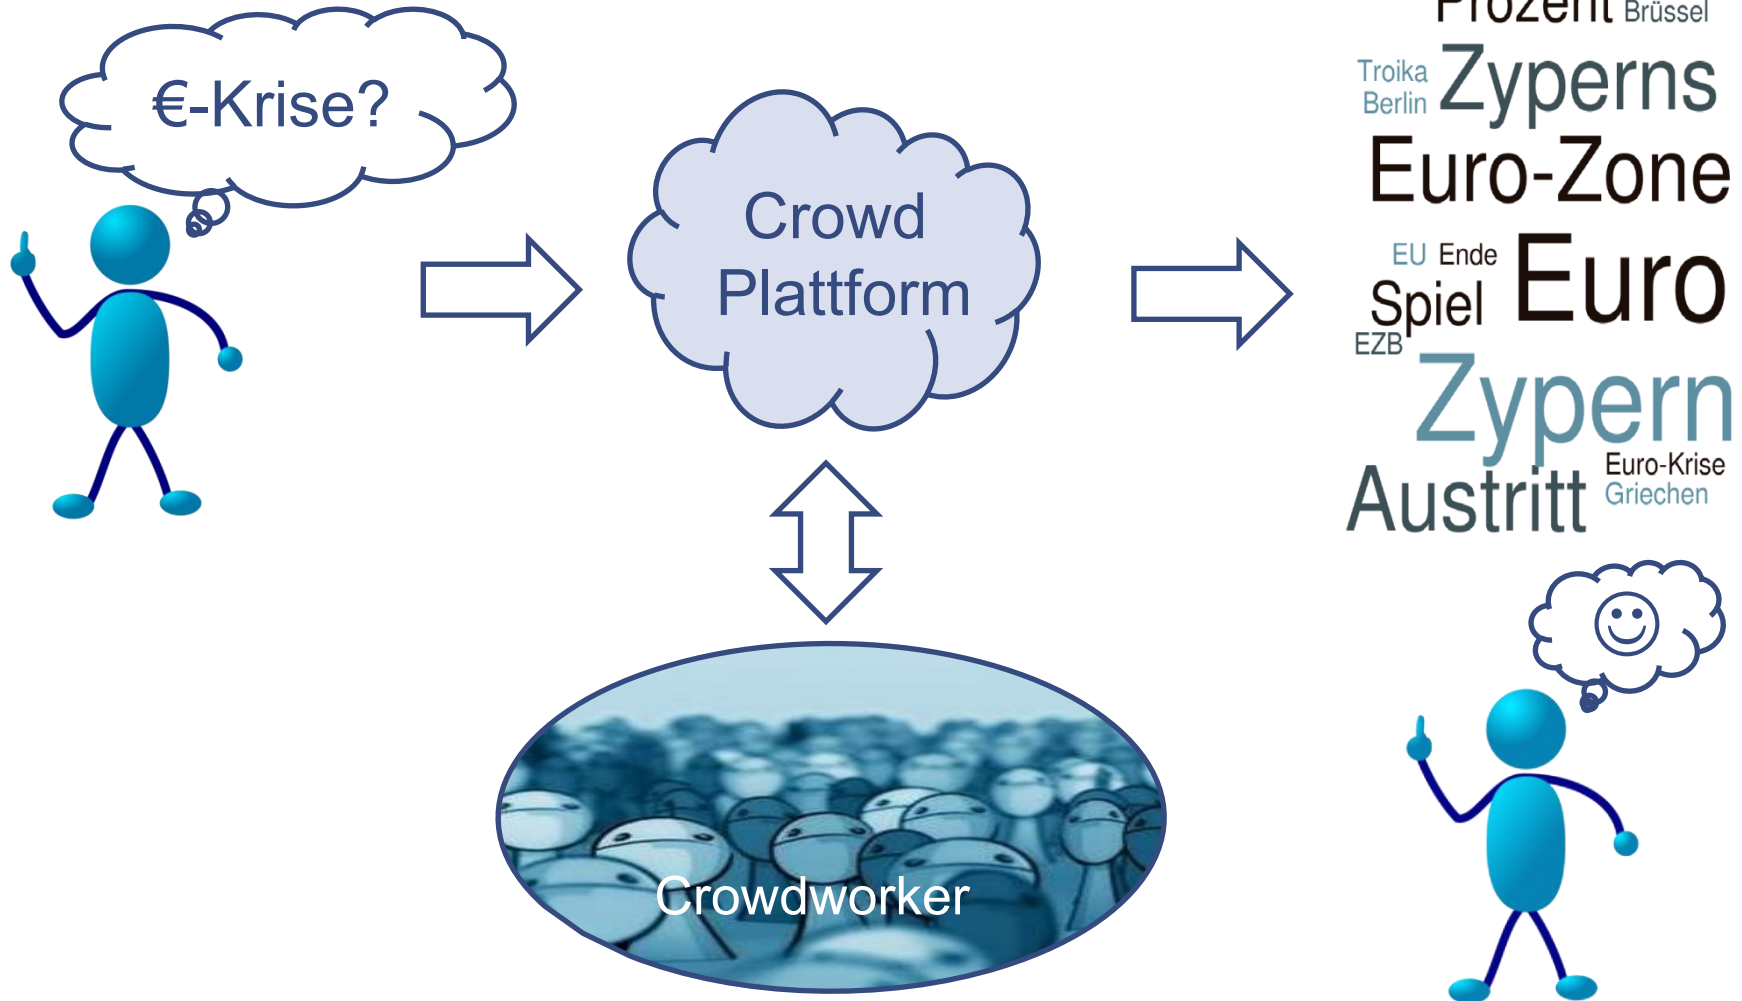 €-Krise?
Crowd
Plattform
Crowdworker
Prozent Brüssel
Troika
Berlin
Zyperns
Euro-Zone
EU Ende
Spiel
Euro
EZB
Zypern
Austritt
Euro-Krise
Griechen